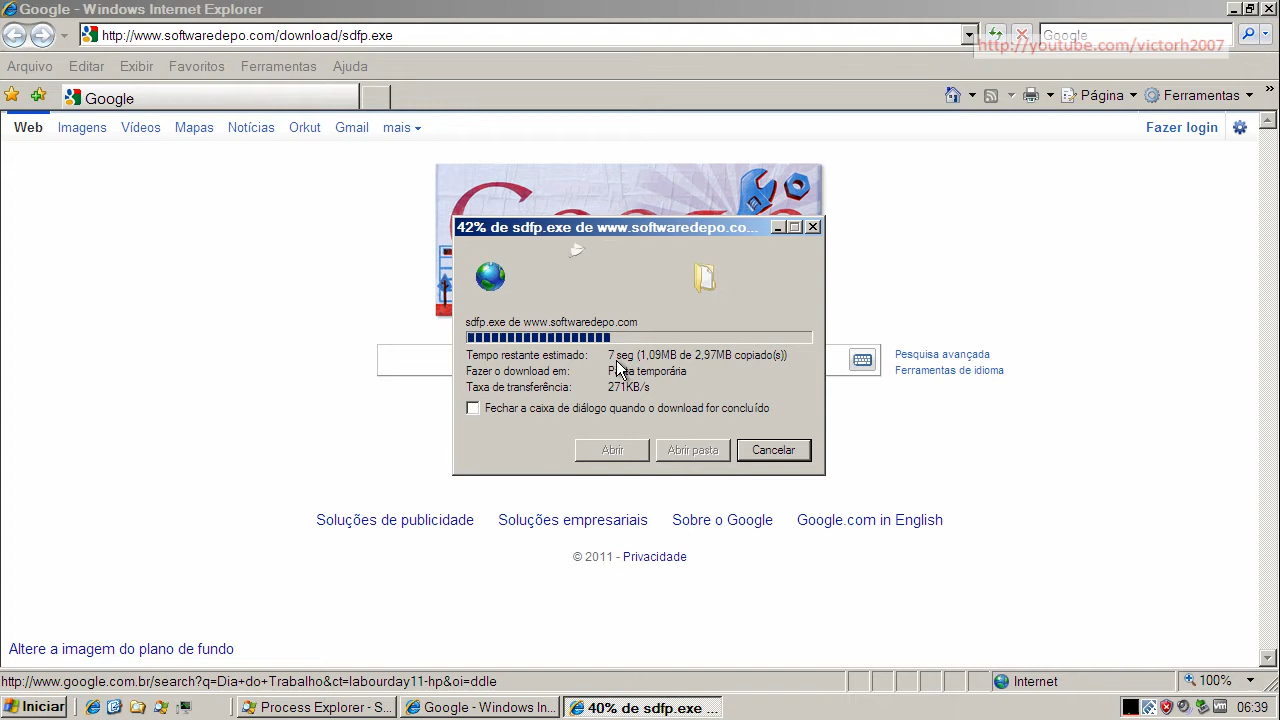 Google - Windows Internet Explorer
http://www.softwaredepo.com/download/sdfp.exe
Google
http://youtube.com/victorh2007
Arquivo Editar Exibir Favoritos Ferramentas Ajuda
Google
Página Ferramentas »
Web Imagens Vídeos Mapas Notícias Orkut Gmail mais
Fazer login
42% de sdfp.exe de www.softwaredepo.co...
sdfp.exe de www.softwaredepo.com
Tempo restante estimado: 7 seg (1,09MB de 2,97MB copiado(s))
Fazer o download em: temporária
Taxa de transferência: 271KB/s
Fechar a caixa de diálogo quando o download for concluído
Abrir Abrir pasta Cancelar
Pesquisa avançada
Ferramentas de idioma
Soluções de publicidade Soluções empresariais Sobre o Google Google.com in English
© 2011 - Privacidade
Altere a imagem do plano de fundo
http://www.google.com.br/search?q=Dia+do+Trabalho&ct=labourday11-hp&oi=ddle
Internet
100%
Iniciar
Process Explorer - S...
Google - Windows Int...
40% de sdfp.exe ...
06:39